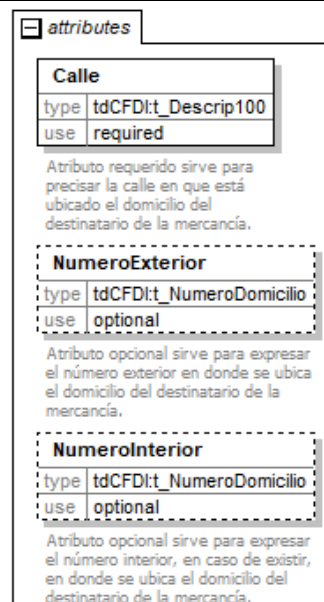 attributes
Calle
type tdCFDI:t_Descrip100
use required
Atributo requerido sirve para
precisar la calle en que está
ubicado el domicilio del
destinatario de la mercancía.
NumeroExterior
type tdCFDI:t_NumeroDomicilio
use optional
Atributo opcional sirve para expresar
el número exterior en donde se ubica
el domicilio del destinatario de la
mercancía.
NumeroInterior
type tdCFDI:t_NumeroDomicilio
use optional
Atributo opcional sirve para expresar
el número interior, en caso de existir,
en donde se ubica el domicilio del
destinatario de la mercancía.